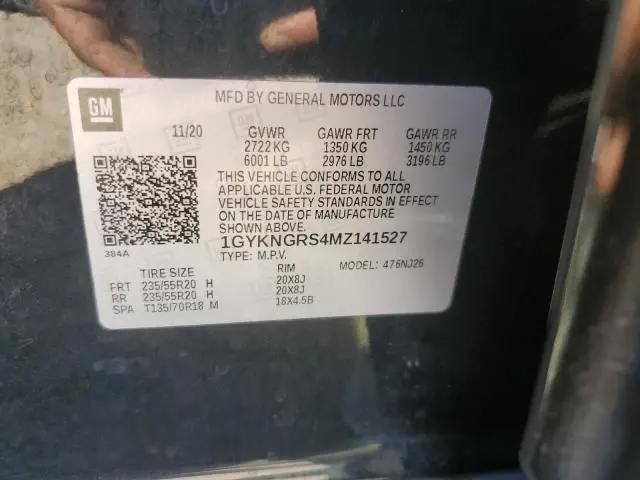 GM
MFD BY GENERAL MOTORS LLC
11/20 GVWR GAWR FRT GAWR RR
2722 KG 1350 KG 1450 KG
6001 LB 2976 LB 3196 LB
THIS VEHICLE CONFORMS TO ALL
APPLICABLE U.S. FEDERAL MOTOR
VEHICLE SAFETY STANDARDS IN EFFECT
ON THE DATE OF MANUFACTURE
SHOWN ABOVE.
384A
1GYKNGRS4MZ141527
TYPE: M.P.V. MODEL: 476NJ26
TIRE SIZE RIM
FRT 235/55R20 H 20X8J
RR 235/55R20 H 20X8J
SPA T135/70R18 M 18X4.5B